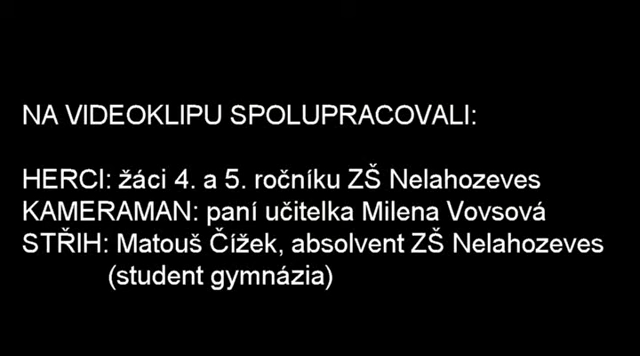 NA VIDEOKLIPU SPOLUPRACOVALI:
HERCI: žáci 4. a 5. ročníku ZŠ Nelahozeves
KAMERAMAN: paní učitelka Milena Vovsová
STŘIH: Matouš Čížek, absolvent ZŠ Nelahozeves
(student gymnázia)